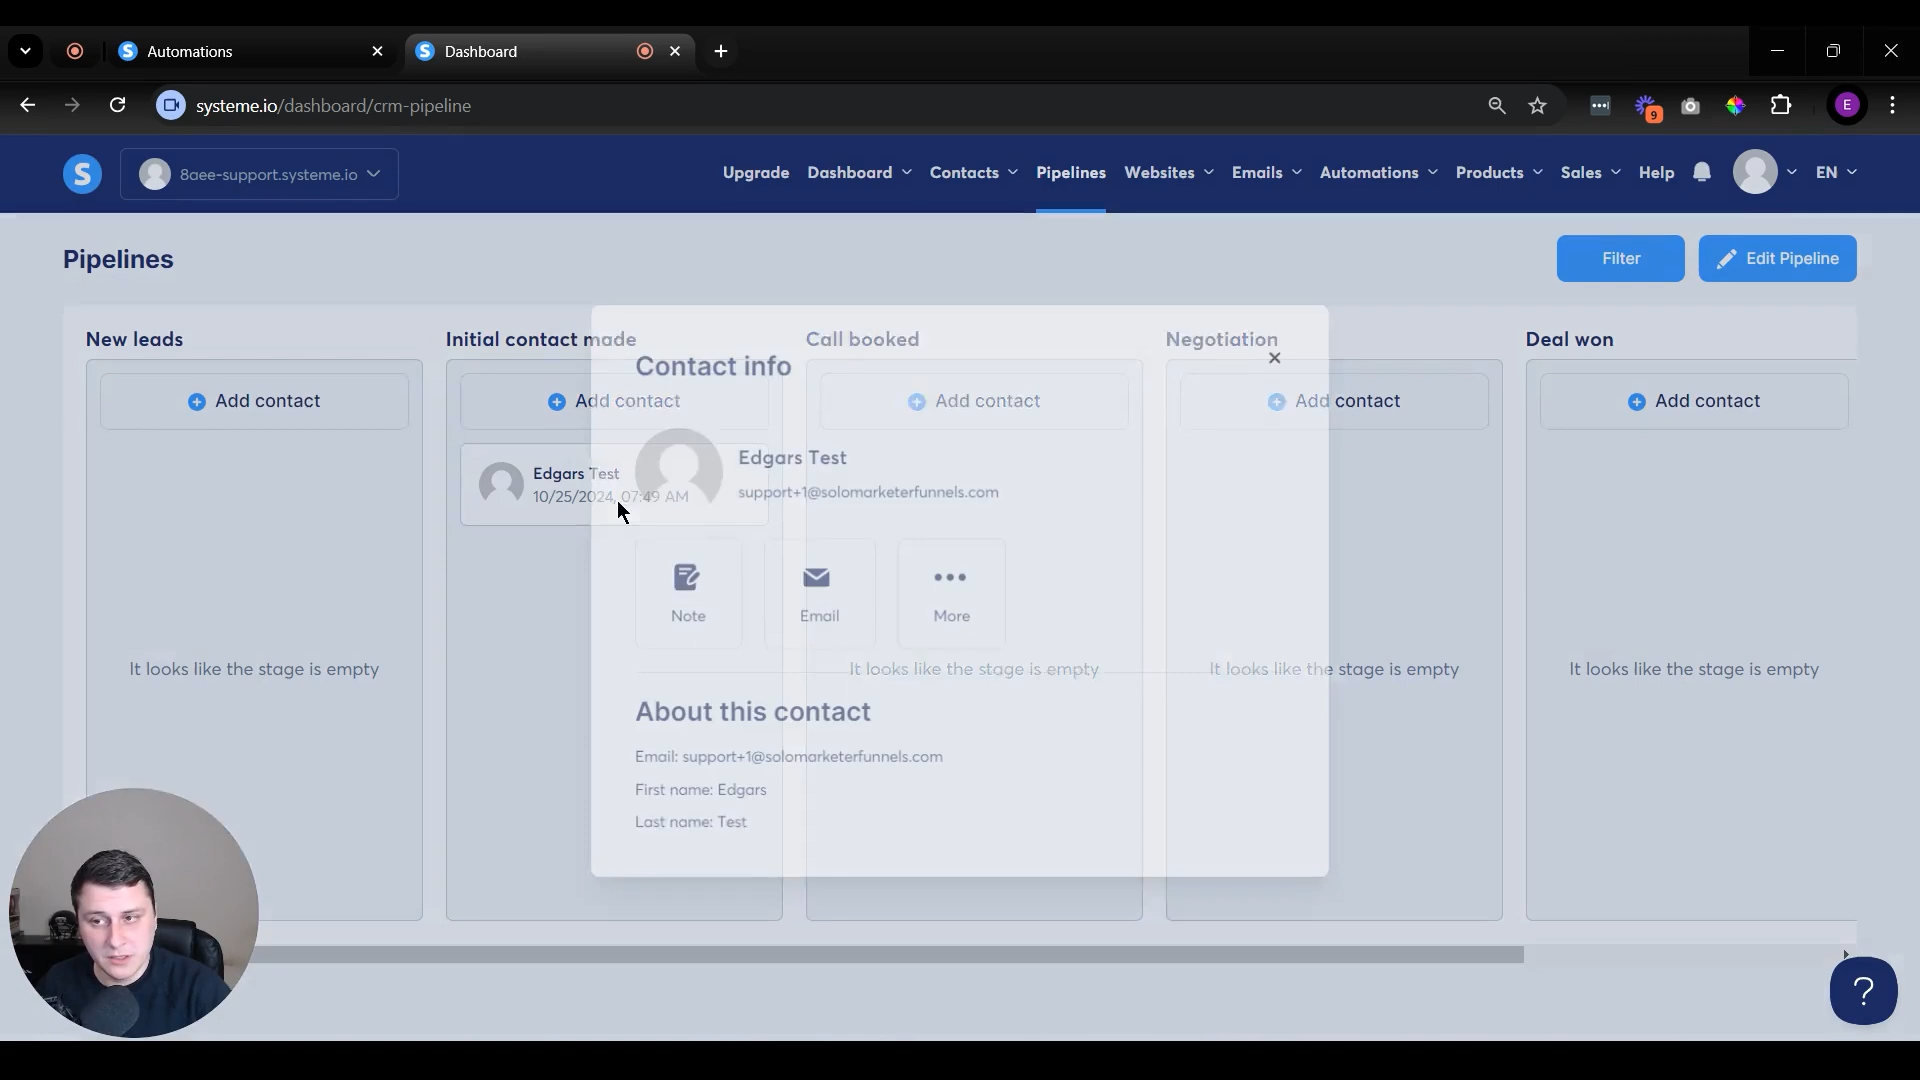 Automations
Dashboard
systeme.io/dashboard/crm-pipeline
9
E
S
8aee-support.systeme.io
Upgrade
Dashboard
Contacts
Pipelines
Websites
Emails
Automations
Products
Sales
Help
EN
Pipelines
Filter
Edit Pipeline
New leads
Initial contact made
Call booked
Negotiation
Deal won
Add contact
Add contact
Add contact
Add contact
Add contact
Edgars Test
10/25/2024, 07:49 AM
It looks like the stage is empty
It looks like the stage is empty
It looks like the stage is empty
It looks like the stage is empty
Contact info
Edgars Test
support+1@solomarketerfunnels.com
Note
Email
More
About this contact
Email: support+1@solomarketerfunnels.com
First name: Edgars
Last name: Test
?